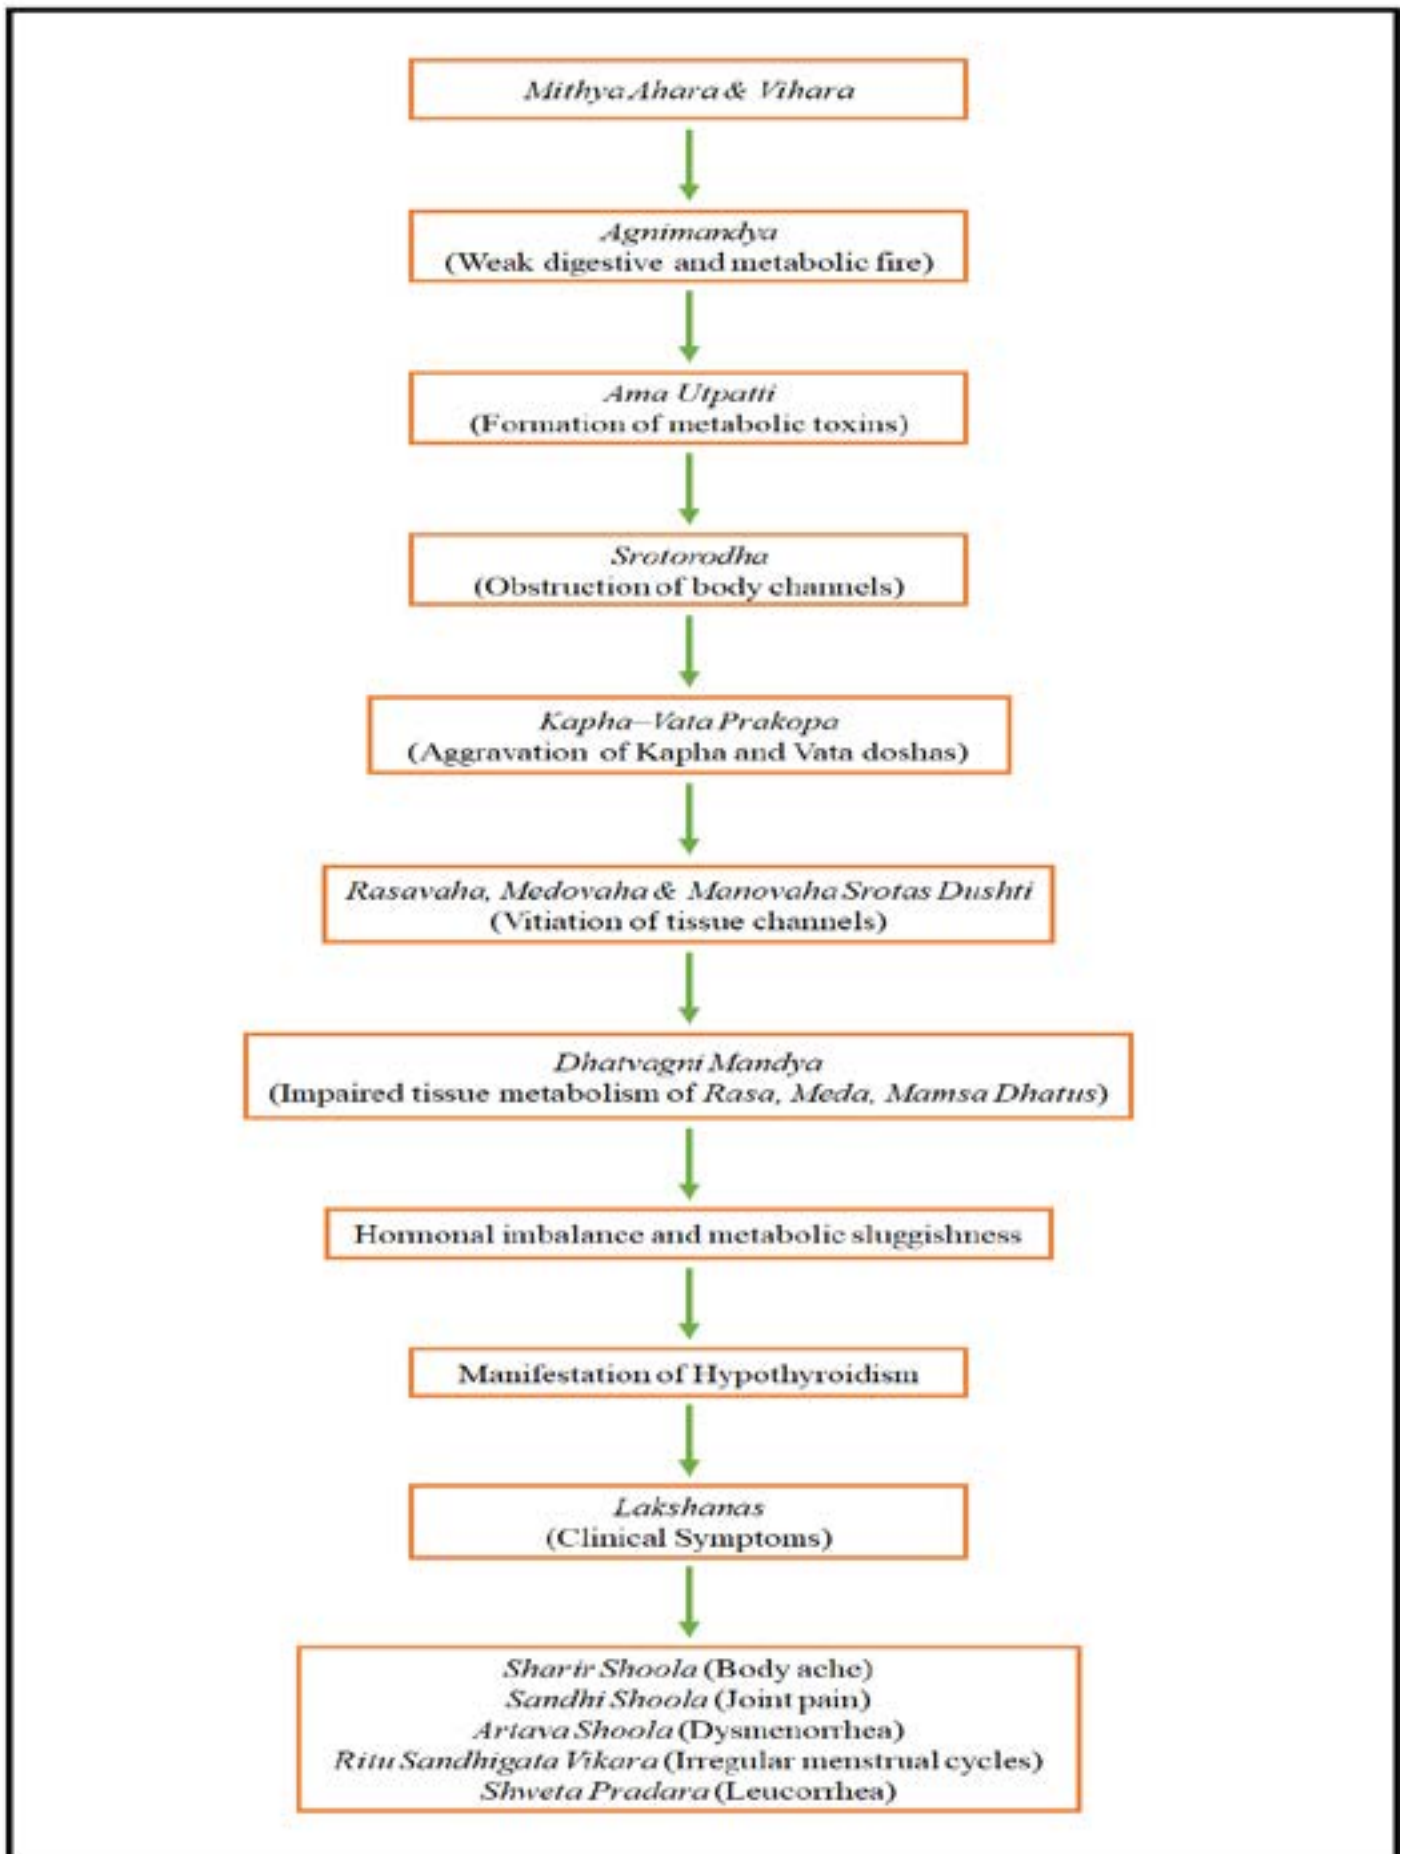 Mithya Ahara & Vihara
Agnimandya
(Weak digestive and metabolic fire)
Ama Utpatti
(Formation of metabolic toxins)
Srotorodha
(Obstruction of body channels)
Kapha–Vata Prakopa
(Aggravation of Kapha and Vata doshas)
Rasavaha, Medovaha & Manovaha Srotas Dushti
(Vitiation of tissue channels)
Dhatvagni Mandya
(Impaired tissue metabolism of Rasa, Meda, Mamsa Dhatus)
Hormonal imbalance and metabolic sluggishness
Manifestation of Hypothyroidism
Lakshanas
(Clinical Symptoms)
Sharir Shoola (Body ache)
Sandhi Shoola (Joint pain)
Artava Shoola (Dysmenorrhea)
Ritu Sandhigata Vikara (Irregular menstrual cycles)
Shweta Pradara (Leucorrhea)